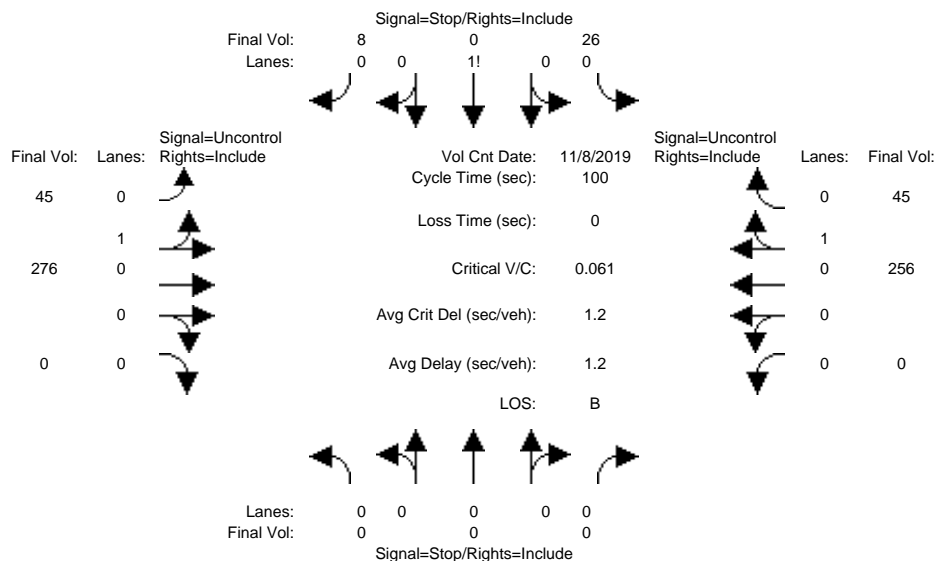 Signal=Stop/Rights=Include
Final Vol: 8 0 26
Lanes: 0 0 1! 0 0
Signal=Uncontrol Signal=Uncontrol
Final Vol: Lanes: Rights=Include Vol Cnt Date: 11/8/2019 Rights=Include Lanes: Final Vol:
Cycle Time (sec): 100
45 0 0 45
Loss Time (sec): 0
1 1
276 0 Critical V/C: 0.061 0 256
0 Avg Crit Del (sec/veh): 1.2 0
0 0 Avg Delay (sec/veh): 1.2 0 0
LOS: B
Lanes: 0 0 0 0 0
Final Vol: 0 0 0
Signal=Stop/Rights=Include